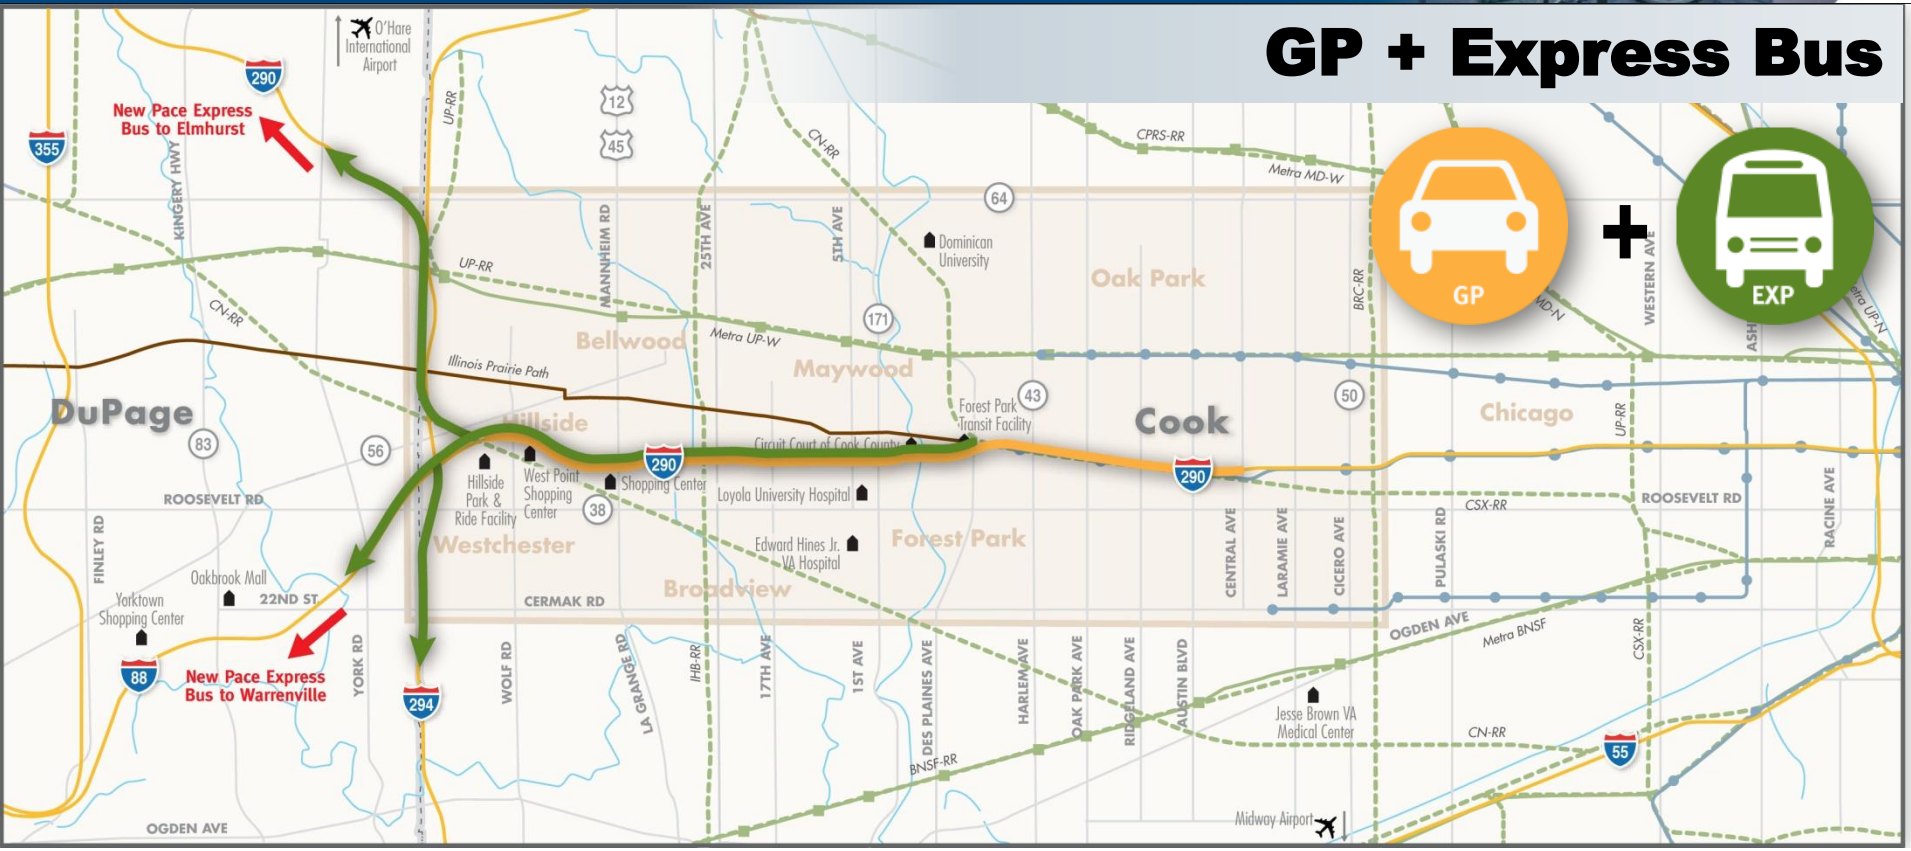 GP + Express Bus
O'Hare
International
Airport
290
New Pace Express
Bus to Elmhurst
355
KINGERY HWY
UP-RR
12
45
CN-RR
CPRS-RR
Metra MD-W
64
GP
+
EXP
MANNHEIM RD
25TH AVE
5TH AVE
Dominican
University
Oak Park
BRC-RR
WESTERN AVE
MD-N
UP-RR
CN-RR
171
Bellwood
Metra UP-W
Maywood
Illinois Prairie Path
DuPage
83
56
Hillside
Forest Park
Transit Facility
43
Cook
50
Chicago
UP-RR
Circuit Court of Cook County
290
290
Hillside
Park &
Ride Facility
West Point
Shopping
Center
Shopping Center
38
Loyola University Hospital
ROOSEVELT RD
CSX-RR
ROOSEVELT RD
FINLEY RD
Westchester
Edward Hines Jr.
VA Hospital
Forest Park
CENTRAL AVE
LARAMIE AVE
CICERO AVE
PULASKI RD
RACINE AVE
Oakbrook Mall
22ND ST
Yorktown
Shopping Center
Broadview
CERMAK RD
OGDEN AVE
Metra BNSF
CSX-RR
88
New Pace Express
Bus to Warrenville
YORK RD
294
WOLF RD
LA GRANGE RD
IHB-RR
17TH AVE
1ST AVE
DES PLAINES AVE
HARLEM AVE
OAK PARK AVE
RIDGELAND AVE
AUSTIN BLVD
Jesse Brown VA
Medical Center
CN-RR
55
BNSF-RR
OGDEN AVE
Midway Airport